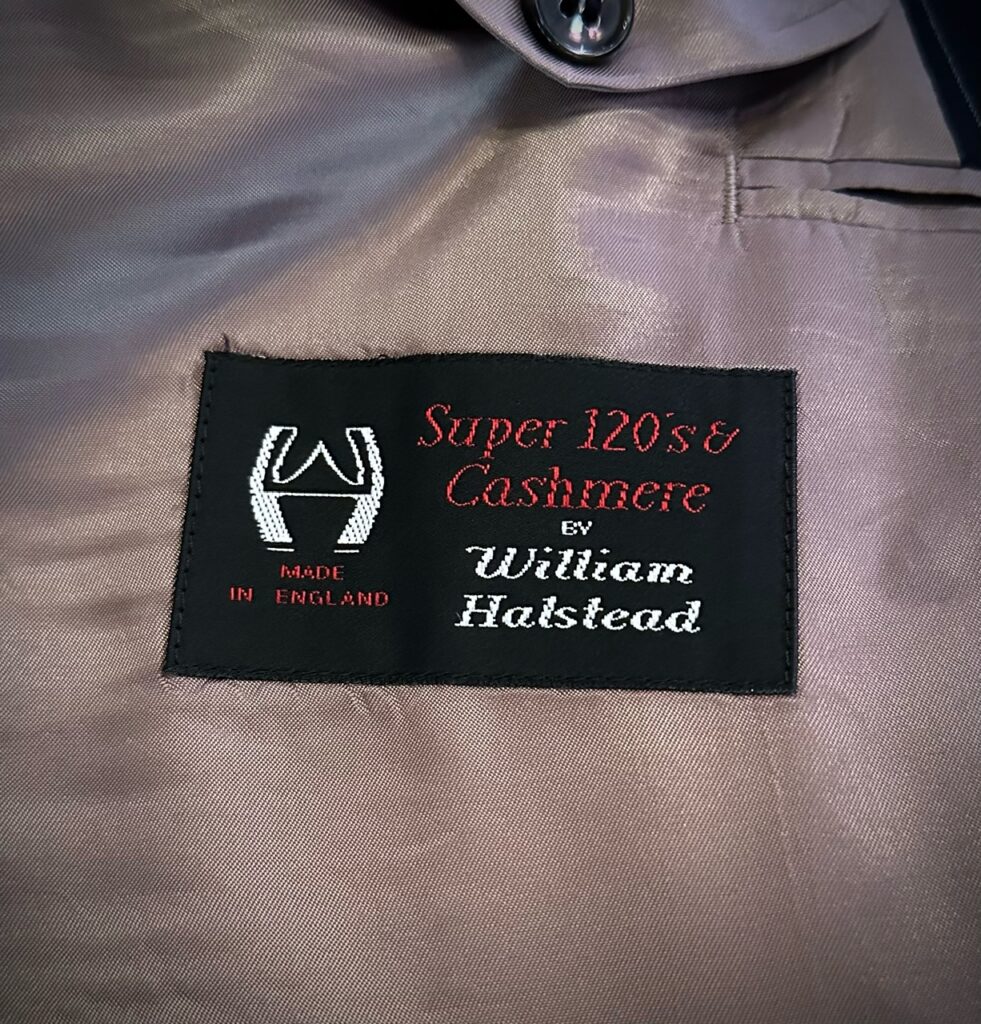 Super 120's &
Cashmere
BY
William
Halstead
MADE
IN ENGLAND